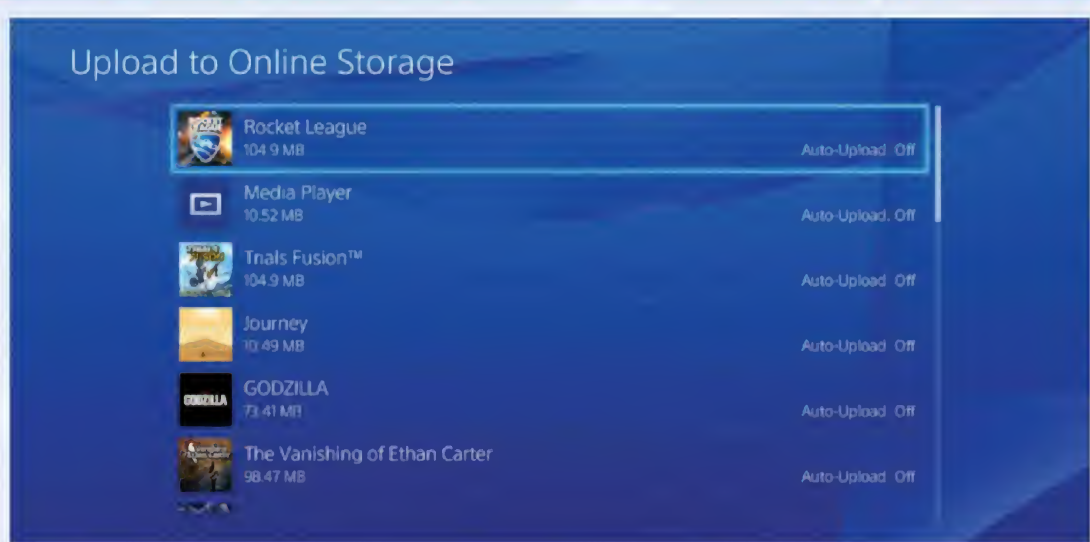 Upload to Online Storage
Rocket League
104.9 MB
Auto-Upload Off
Media Player
10.52 MB
Auto-Upload. Off
Trials Fusion™
104.9 MB
Auto-Upload Off
Journey
10.49 MB
Auto-Upload Off
GODZILLA
GODZILLA
73.41 MB
Auto-Upload Off
The Vanishing of Ethan Carter
98.47 MB
Auto-Upload Off